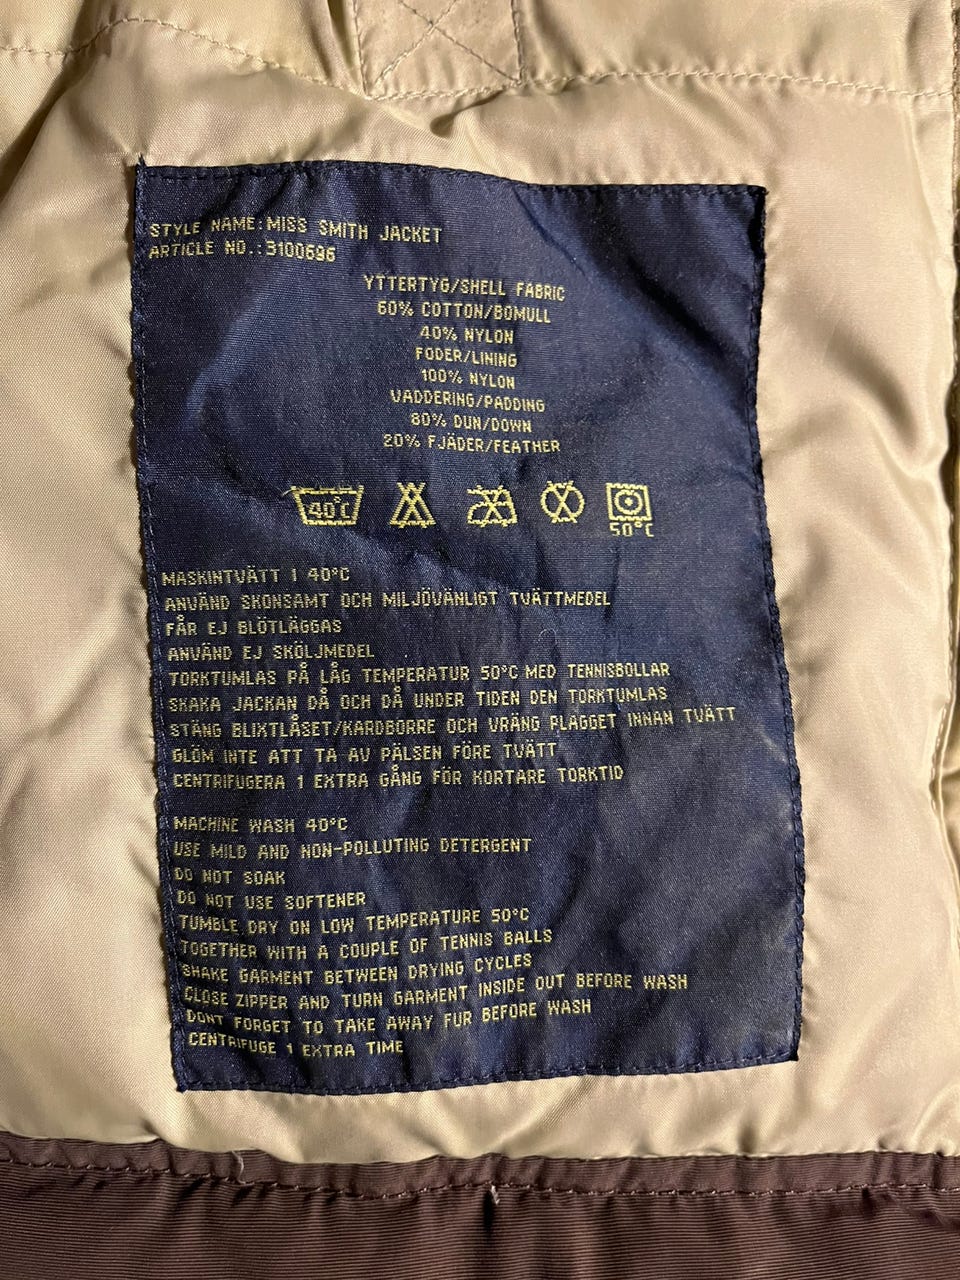 STYLE NAME:MISS SMITH JACKET
ARTICLE NO.:3100696
YTTERTYG/SHELL FABRIC
60% COTTON/BOMULL
40% NYLON
FODER/LINING
100% NYLON
VADDERING/PADDING
80% DUN/DOWN
20% FJÄDER/FEATHER
40°C
50°C
MASKINTVÄTT I 40°C
ANVÄND SKONSAMT OCH MILJÖVÄNLIGT TVÄTTMEDEL
FÅR EJ BLÖTLÄGGAS
ANVÄND EJ SKÖLJMEDEL
TORKTUMLAS PÅ LÅG TEMPERATUR 50°C MED TENNISBOLLAR
SKAKA JACKAN DÅ OCH DÅ UNDER TIDEN DEN TORKTUMLAS
STÄNG BLIXTLÅSET/KARDBORRE OCH VRÄNG PLAGGET INNAN TVÄTT
GLÖM INTE ATT TA AV PÄLSEN FÖRE TVÄTT
CENTRIFUGERA 1 EXTRA GÅNG FÖR KORTARE TORKTID
MACHINE WASH 40°C
USE MILD AND NON-POLLUTING DETERGENT
DO NOT SOAK
DO NOT USE SOFTENER
TUMBLE DRY ON LOW TEMPERATURE 50°C
TOGETHER WITH A COUPLE OF TENNIS BALLS
SHAKE GARMENT BETWEEN DRYING CYCLES
CLOSE ZIPPER AND TURN GARMENT INSIDE OUT BEFORE WASH
DONT FORGET TO TAKE AWAY FUR BEFORE WASH
CENTRIFUGE 1 EXTRA TIME